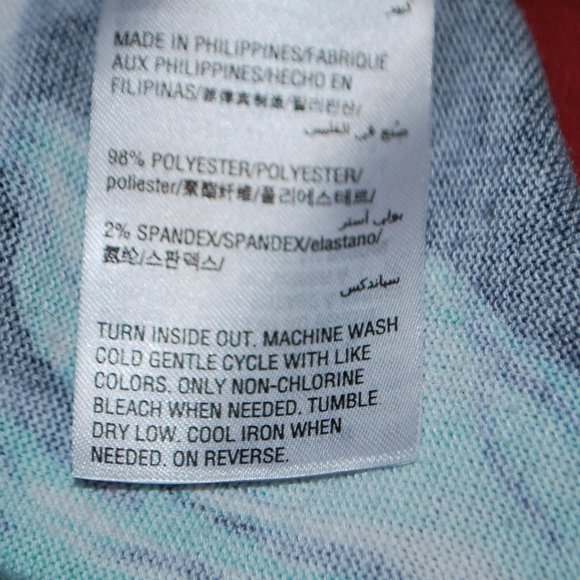 MADE IN PHILIPPINES/FABRIQUE
AUX PHILIPPINES/HECHO EN
FILIPINAS/菲律宾制造/필리핀산/
صنع في الفلبين
98% POLYESTER/POLYESTER/
poliester/聚酯纤维/폴리에스테르/
بولي استر
2% SPANDEX/SPANDEX/elastano/
氨纶/스판덱스/
سباندكس
TURN INSIDE OUT. MACHINE WASH
COLD GENTLE CYCLE WITH LIKE
COLORS. ONLY NON-CHLORINE
BLEACH WHEN NEEDED. TUMBLE
DRY LOW. COOL IRON WHEN
NEEDED. ON REVERSE.